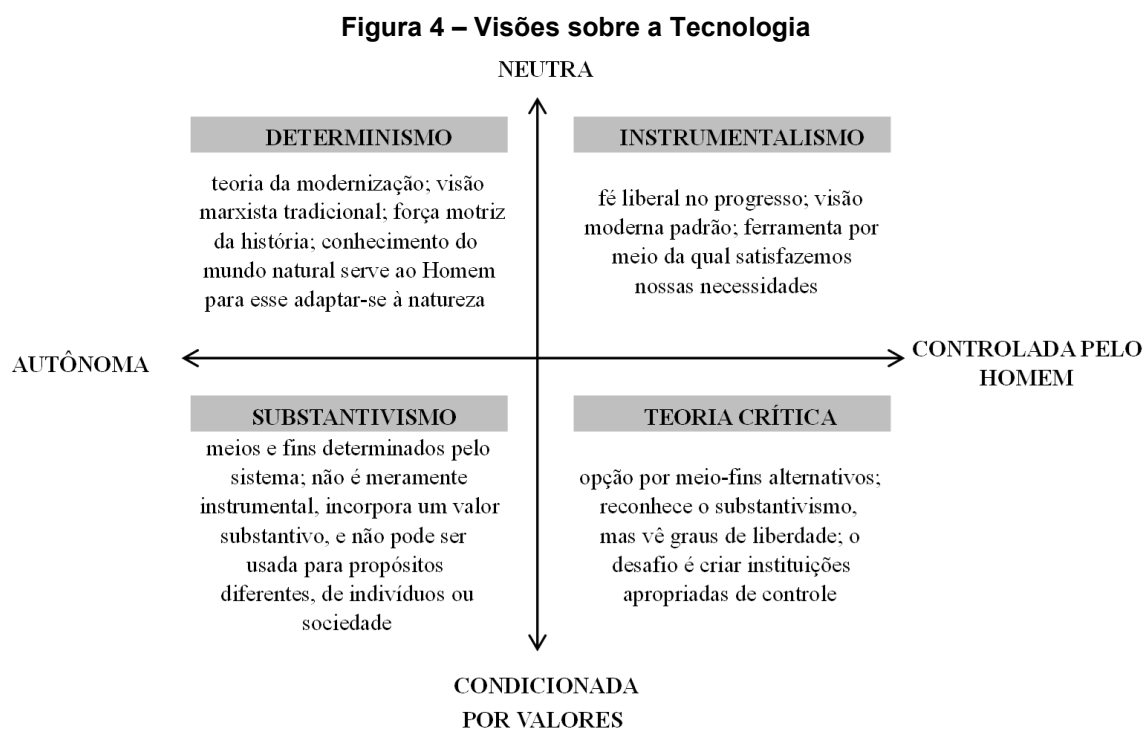 Figura 4 – Visões sobre a Tecnologia
NEUTRA
DETERMINISMO
teoria da modernização; visão
marxista tradicional; força motriz
da história; conhecimento do
mundo natural serve ao Homem
para esse adaptar-se à natureza
INSTRUMENTALISMO
fé liberal no progresso; visão
moderna padrão; ferramenta por
meio da qual satisfazemos
nossas necessidades
AUTÔNOMA
CONTROLADA PELO
HOMEM
SUBSTANTIVISMO
meios e fins determinados pelo
sistema; não é meramente
instrumental, incorpora um valor
substantivo, e não pode ser
usada para propósitos
diferentes, de indivíduos ou
sociedade
TEORIA CRÍTICA
opção por meio-fins alternativos;
reconhece o substantivismo,
mas vê graus de liberdade; o
desafio é criar instituições
apropriadas de controle
CONDICIONADA
POR VALORES